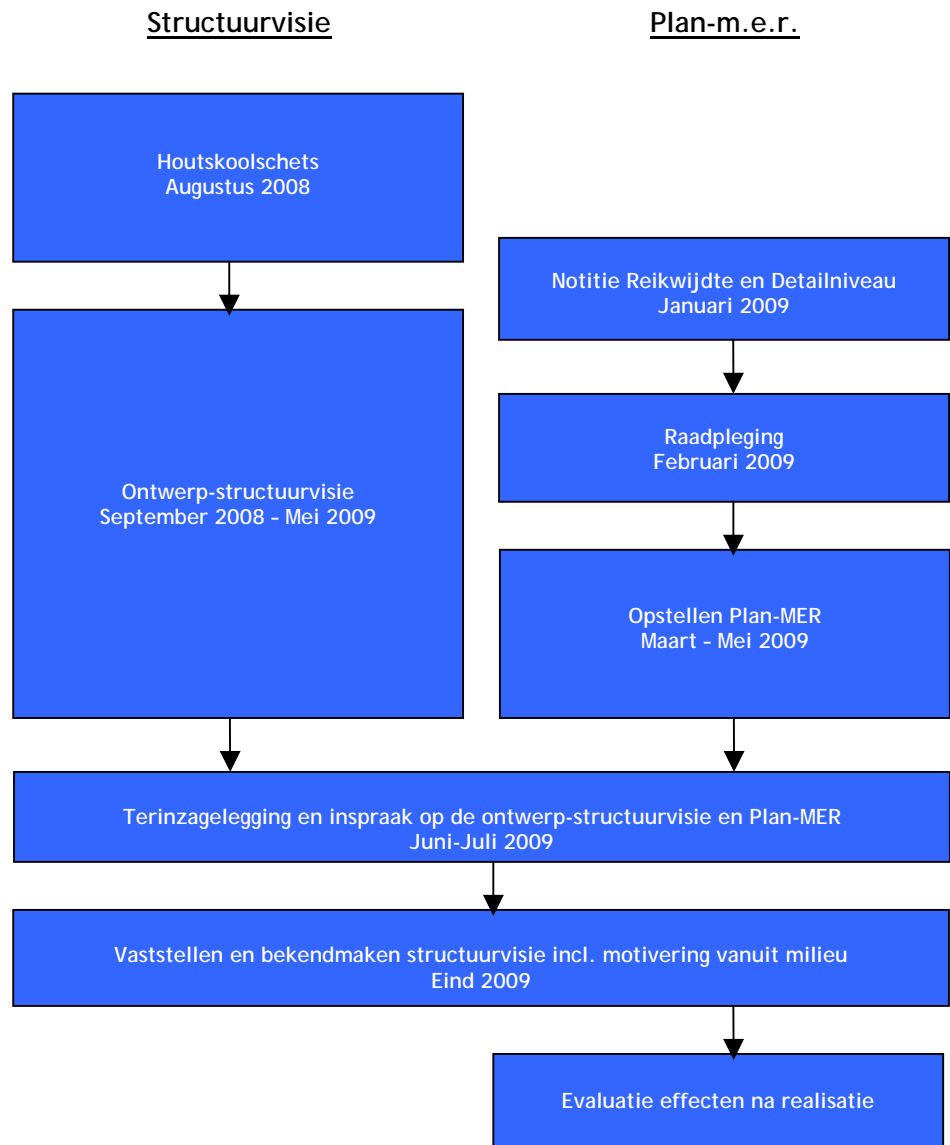 Structuurvisie
Plan-m.e.r.
Houtskoolschets
Augustus 2008
Notitie Reikwijdte en Detailniveau
Januari 2009
Raadpleging
Februari 2009
Ontwerp-structuurvisie
September 2008 - Mei 2009
Opstellen Plan-MER
Maart - Mei 2009
Terinzagelegging en inspraak op de ontwerp-structuurvisie en Plan-MER
Juni-Juli 2009
Vaststellen en bekendmaken structuurvisie incl. motivering vanuit milieu
Eind 2009
Evaluatie effecten na realisatie